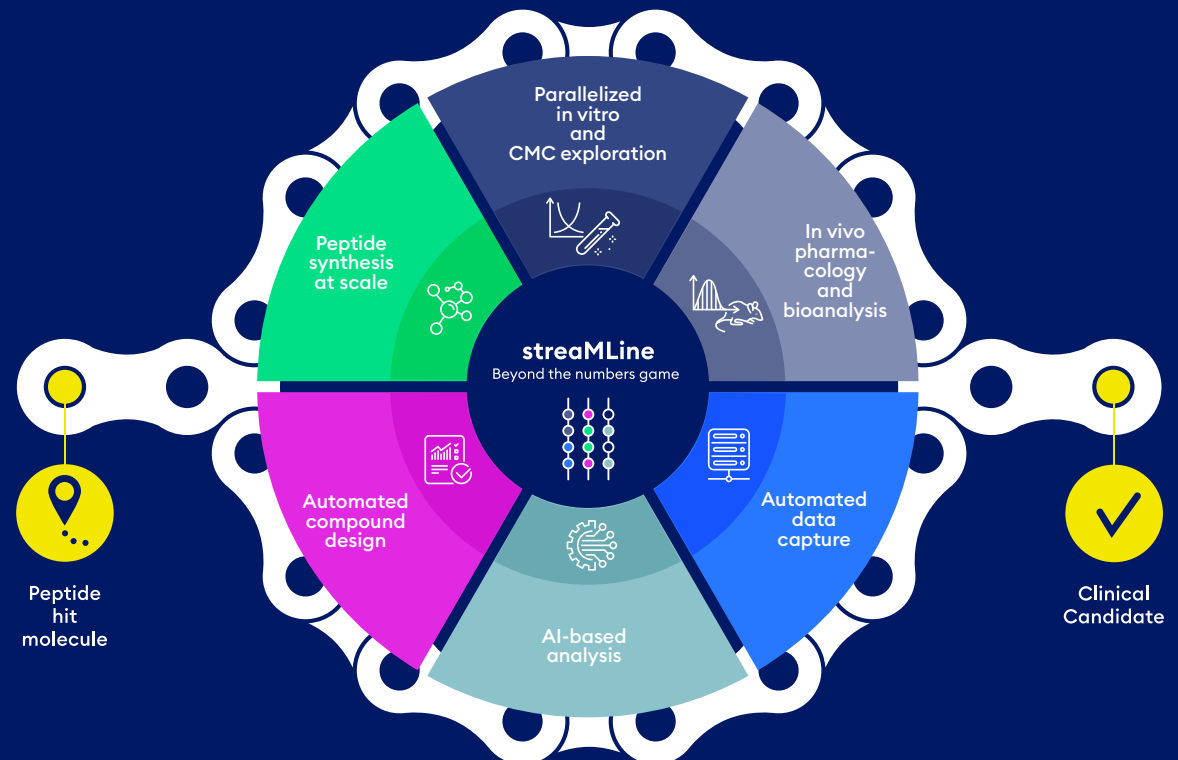 Parallelized
in vitro
and
CMC exploration
Peptide
synthesis
at scale
In vivo
pharma-
cology
and
bioanalysis
streaMLine
Beyond the numbers game
Automated
compound
design
Automated
data
capture
AI-based
analysis
Peptide
hit
molecule
Clinical
Candidate